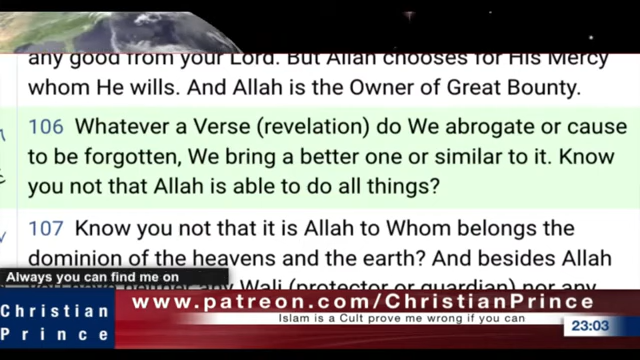 any good from your Lord. But Allah chooses for His Mercy
whom He wills. And Allah is the Owner of Great Bounty.
106 Whatever a Verse (revelation) do We abrogate or cause
to be forgotten, We bring a better one or similar to it. Know
you not that Allah is able to do all things?
107 Know you not that it is Allah to Whom belongs the
dominion of the heavens and the earth? And besides Allah
you have neither any Wali (protector or guardian) nor any
Always you can find me on
Christian
Prince
www.patreon.com/ChristianPrince
Islam is a Cult prove me wrong if you can
23:03